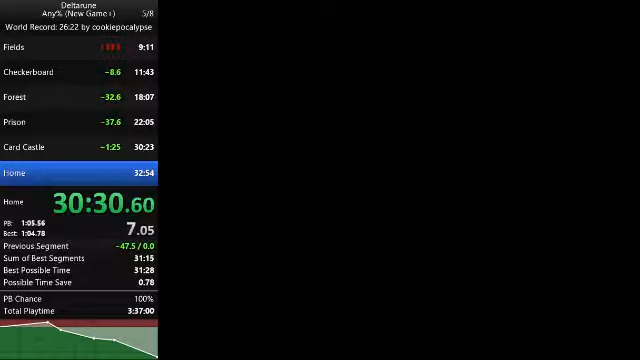 Deltarune
Any% (New Game+) 5/8
World Record: 26:22 by cookiepocalypse
Fields 9:11
Checkerboard −8.6 11:43
Forest −32.6 18:07
Prison −37.6 22:05
Card Castle −1:25 30:23
Home 32:54
Home 30:30.60
PB: 1:05.56
Best: 1:04.78 7.05
Previous Segment −47.5 / 0.0
Sum of Best Segments 31:15
Best Possible Time 31:28
Possible Time Save 0.78
PB Chance 100%
Total Playtime 3:37:00